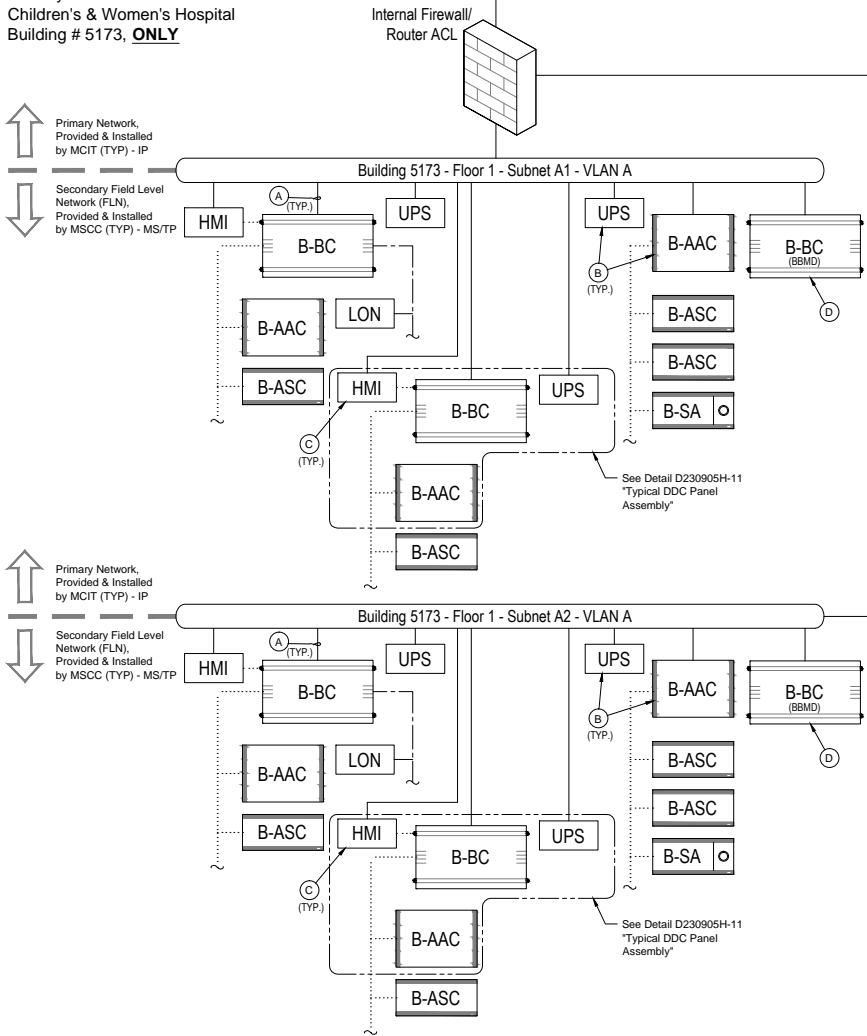 Children's & Women's Hospital
Building # 5173, ONLY
Internal Firewall/
Router ACL
Primary Network,
Provided & Installed
by MCIT (TYP) - IP
Building 5173 - Floor 1 - Subnet A1 - VLAN A
Secondary Field Level
Network (FLN),
Provided & Installed
by MSCC (TYP) - MS/TP
HMI
A
(TYP.)
B-BC
UPS
UPS
B
(TYP.)
B-AAC
B-BC
(BBMD)
D
B-AAC
LON
B-ASC
B-ASC
B-ASC
B-SA
HMI
C
(TYP.)
B-BC
UPS
B-AAC
B-ASC
See Detail D230905H-11
"Typical DDC Panel
Assembly"
Primary Network,
Provided & Installed
by MCIT (TYP) - IP
Building 5173 - Floor 1 - Subnet A2 - VLAN A
Secondary Field Level
Network (FLN),
Provided & Installed
by MSCC (TYP) - MS/TP
HMI
A
(TYP.)
B-BC
UPS
UPS
B
(TYP.)
B-AAC
B-BC
(BBMD)
D
B-AAC
LON
B-ASC
B-ASC
B-ASC
B-SA
HMI
C
(TYP.)
B-BC
UPS
B-AAC
B-ASC
See Detail D230905H-11
"Typical DDC Panel
Assembly"